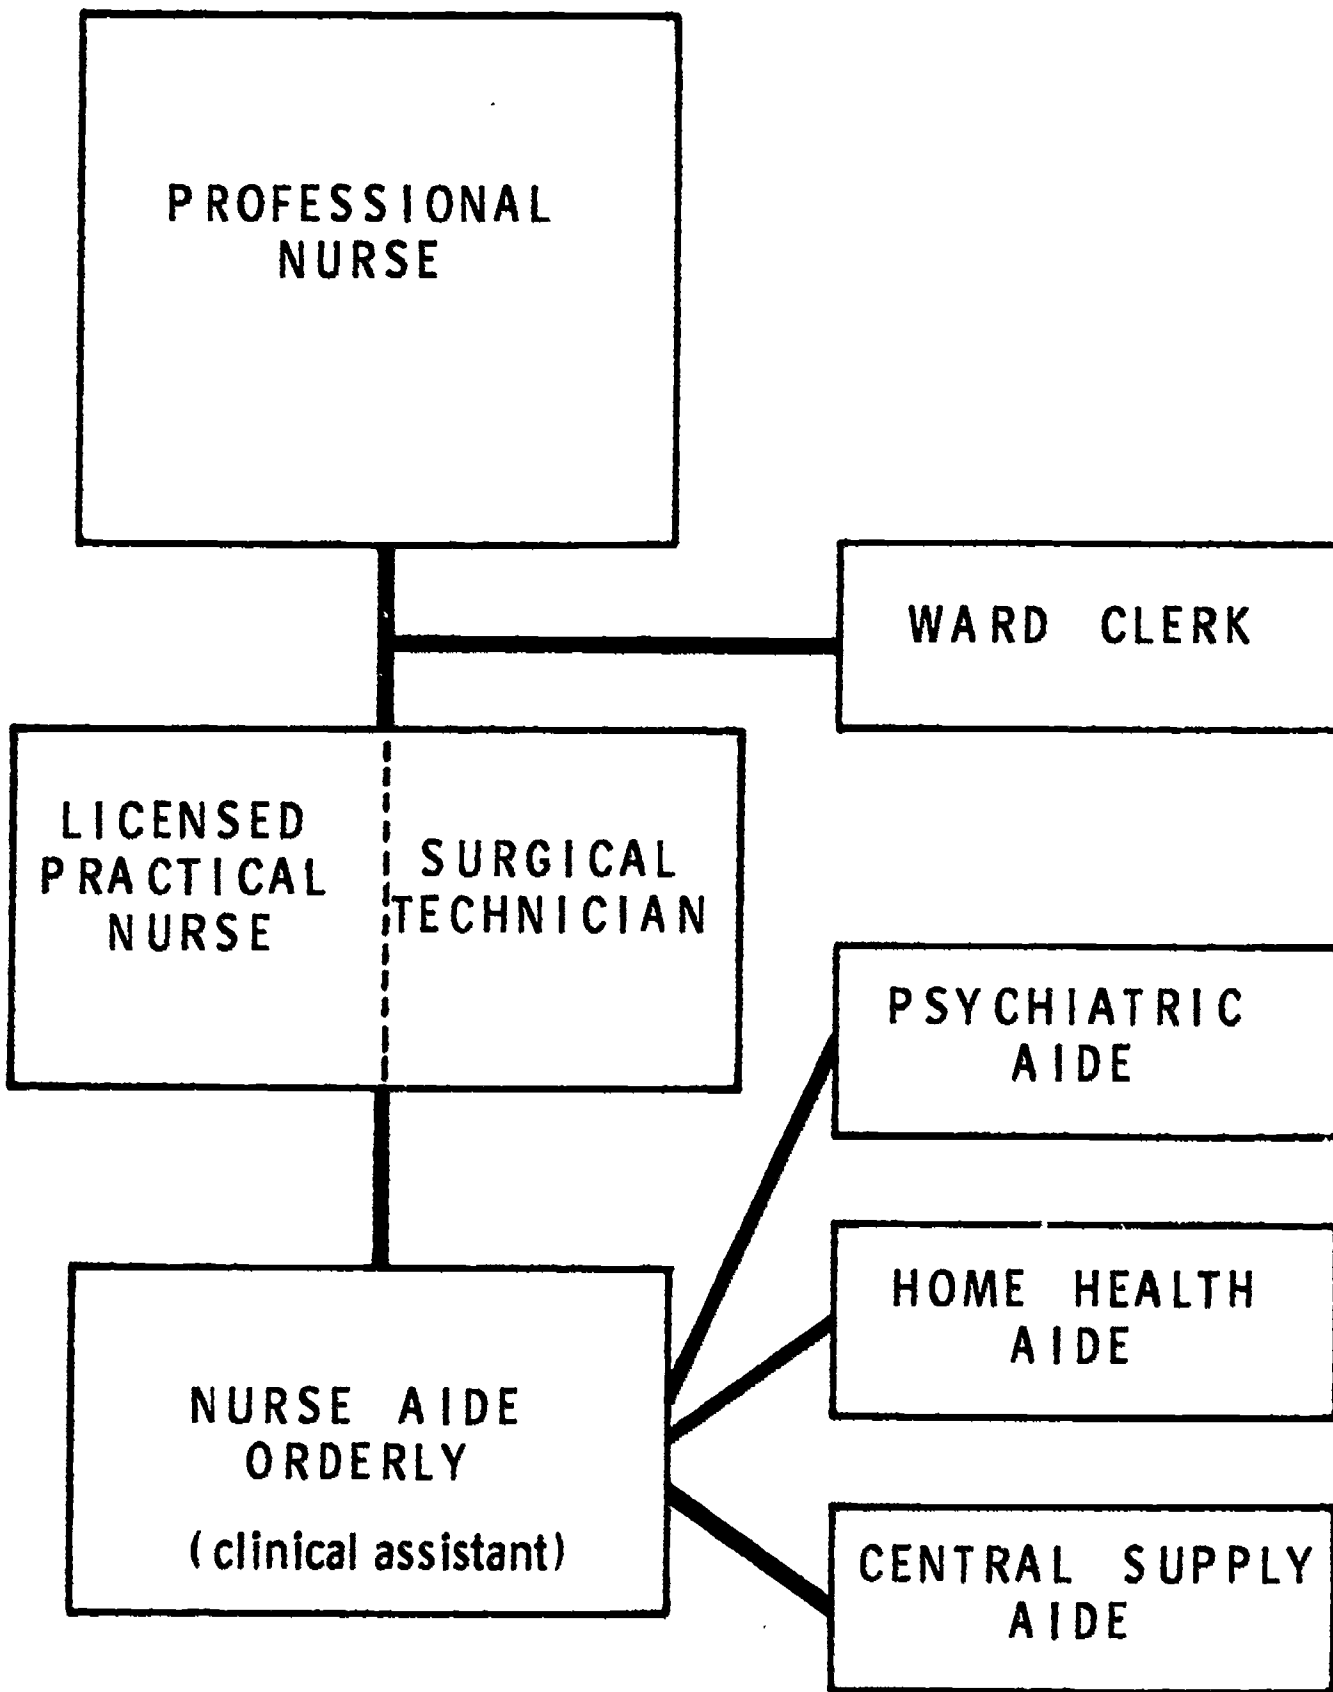 PROFESSIONAL
NURSE
WARD CLERK
LICENSED
PRACTICAL
NURSE
SURGICAL
TECHNICIAN
PSYCHIATRIC
AIDE
HOME HEALTH
AIDE
NURSE AIDE
ORDERLY
(clinical assistant)
CENTRAL SUPPLY
AIDE